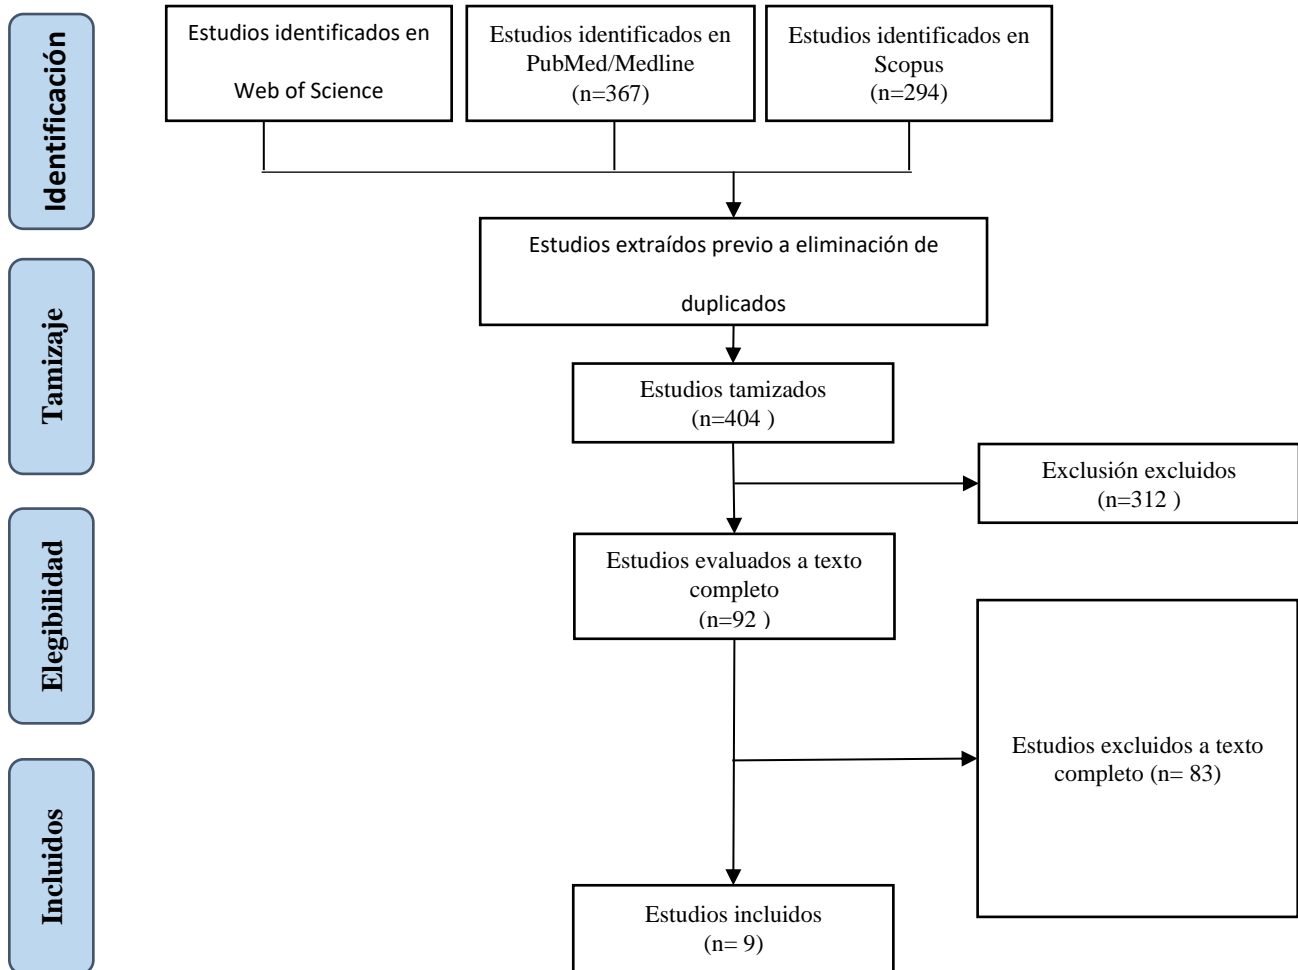 Identificación
Estudios identificados en
Web of Science
Estudios identificados en
PubMed/Medline
(n=367)
Estudios identificados en
Scopus
(n=294)
Estudios extraídos previo a eliminación de
duplicados
Tamizaje
Estudios tamizados
(n=404 )
Exclusión excluidos
(n=312 )
Elegibilidad
Estudios evaluados a texto
completo
(n=92 )
Estudios excluidos a texto
completo (n= 83)
Incluidos
Estudios incluidos
(n= 9)